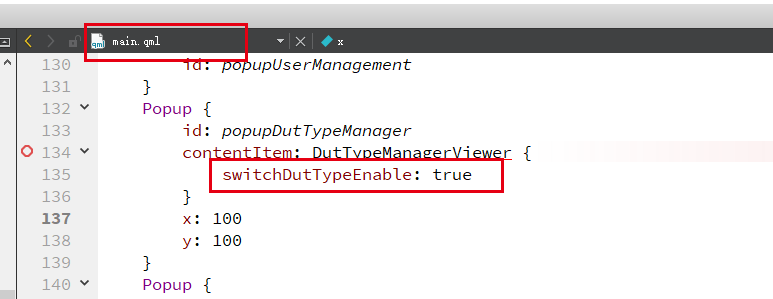 main.qml x
130 id: popupUserManagement
131 }
132 Popup {
133 id: popupDutTypeManager
134 contentItem: DutTypeManagerViewer {
135 switchDutTypeEnable: true
136 }
137 x: 100
138 y: 100
139 }
140 Popup {